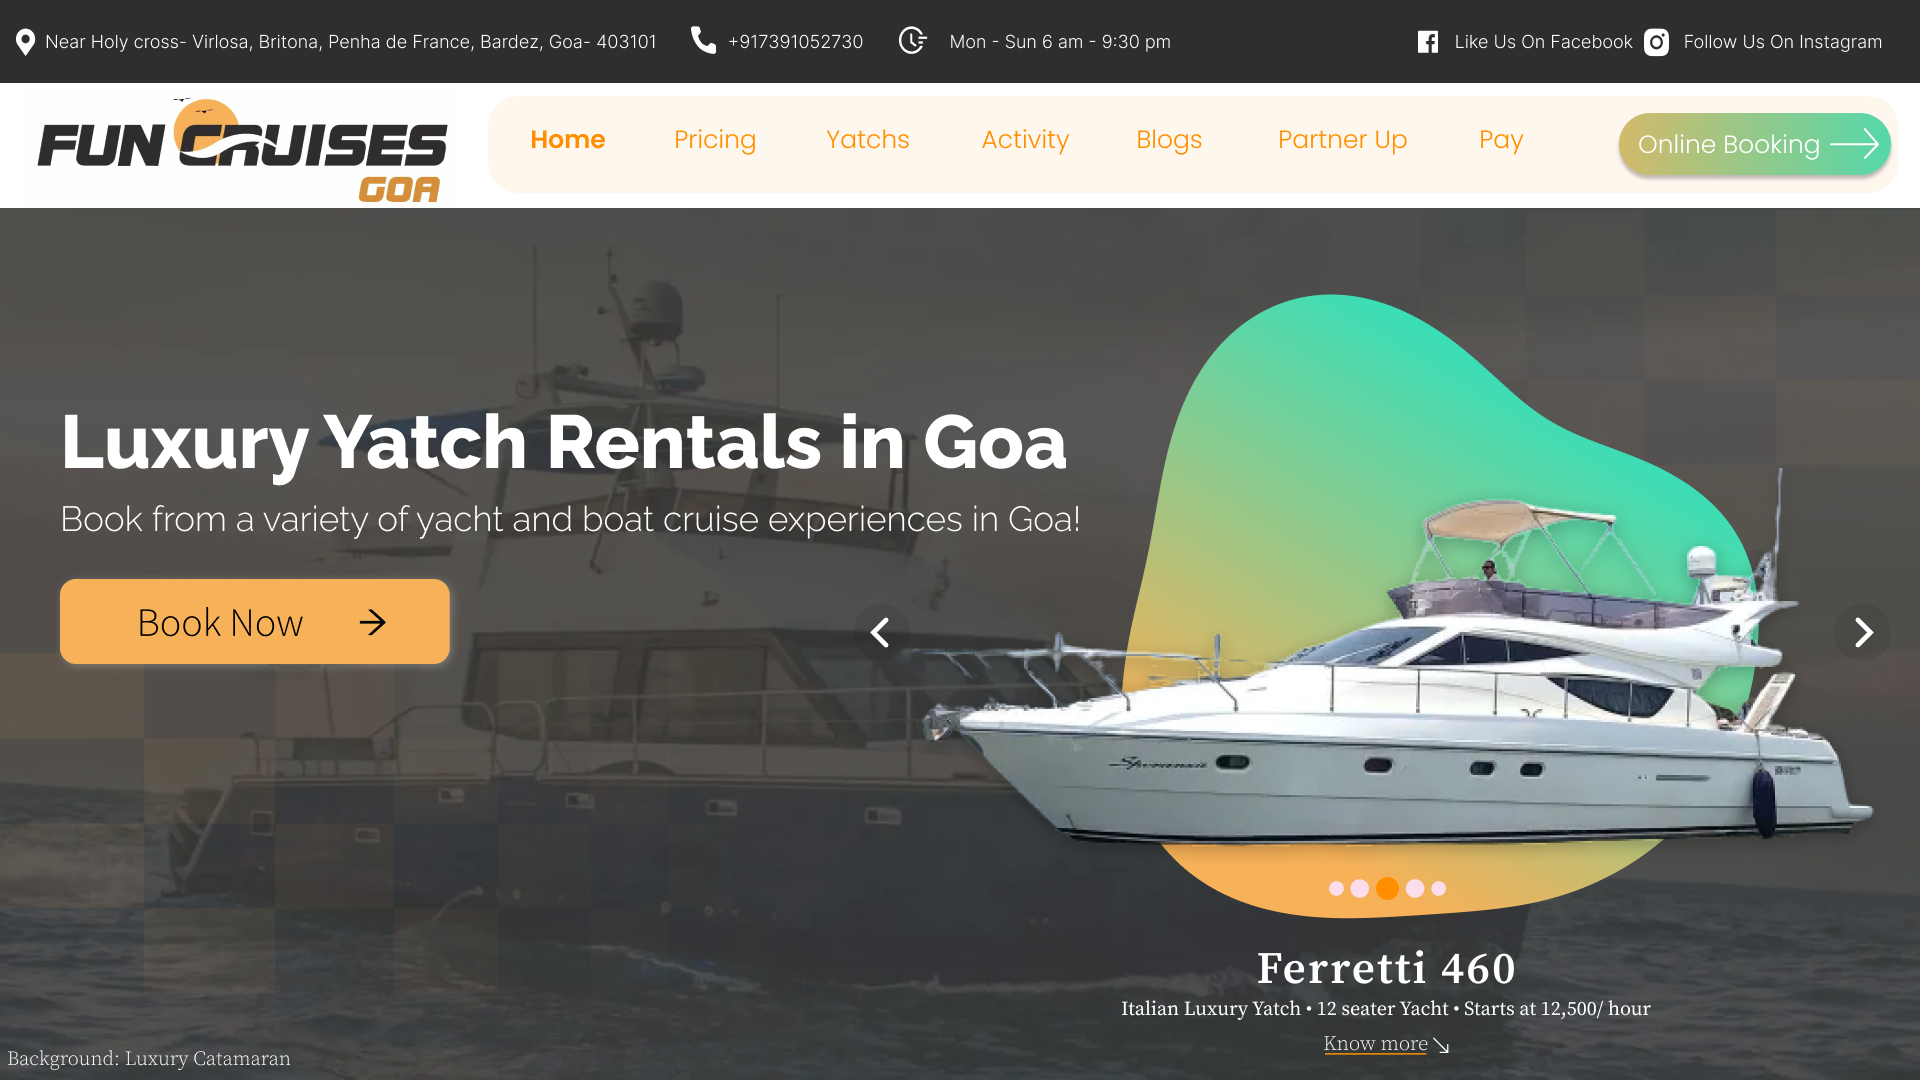 Near Holy cross- Virlosa, Britona, Penha de France, Bardez, Goa- 403101
+917391052730
Mon - Sun 6 am - 9:30 pm
Like Us On Facebook
Follow Us On Instagram
FUN CRUISES
GOA
Home
Pricing
Yatchs
Activity
Blogs
Partner Up
Pay
Online Booking
Luxury Yatch Rentals in Goa
Book from a variety of yacht and boat cruise experiences in Goa!
Book Now
Ferretti 460
Italian Luxury Yatch • 12 seater Yacht • Starts at 12,500/ hour
Know more
Background: Luxury Catamaran